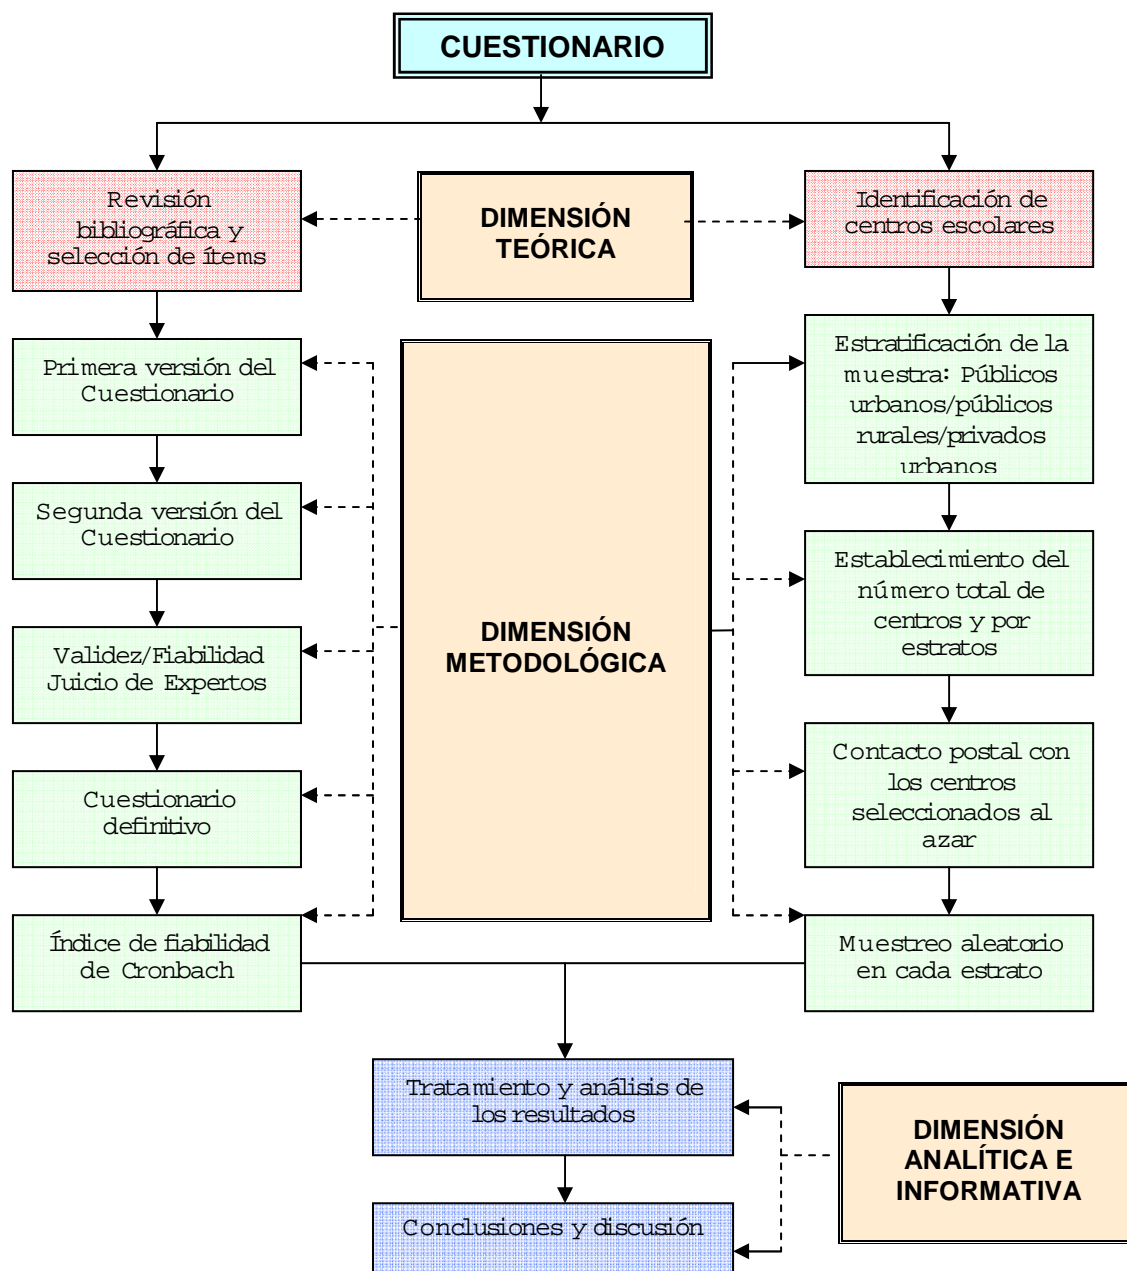 CUESTIONARIO
Revisión
bibliográfica y
selección de ítems
DIMENSIÓN
TEÓRICA
Identificación de
centros escolares
Primera versión del
Cuestionario
Segunda versión del
Cuestionario
Validez/Fiabilidad
Juicio de Expertos
Cuestionario
definitivo
Índice de fiabilidad
de Cronbach
DIMENSIÓN
METODOLÓGICA
Estratificación de la
muestra: Públicos
urbanos/públicos
rurales/privados
urbanos
Establecimiento del
número total de
centros y por
estratos
Contacto postal con
los centros
seleccionados al
azar
Muestreo aleatorio
en cada estrato
Tratamiento y análisis de
los resultados
Conclusiones y discusión
DIMENSIÓN
ANALÍTICA E
INFORMATIVA